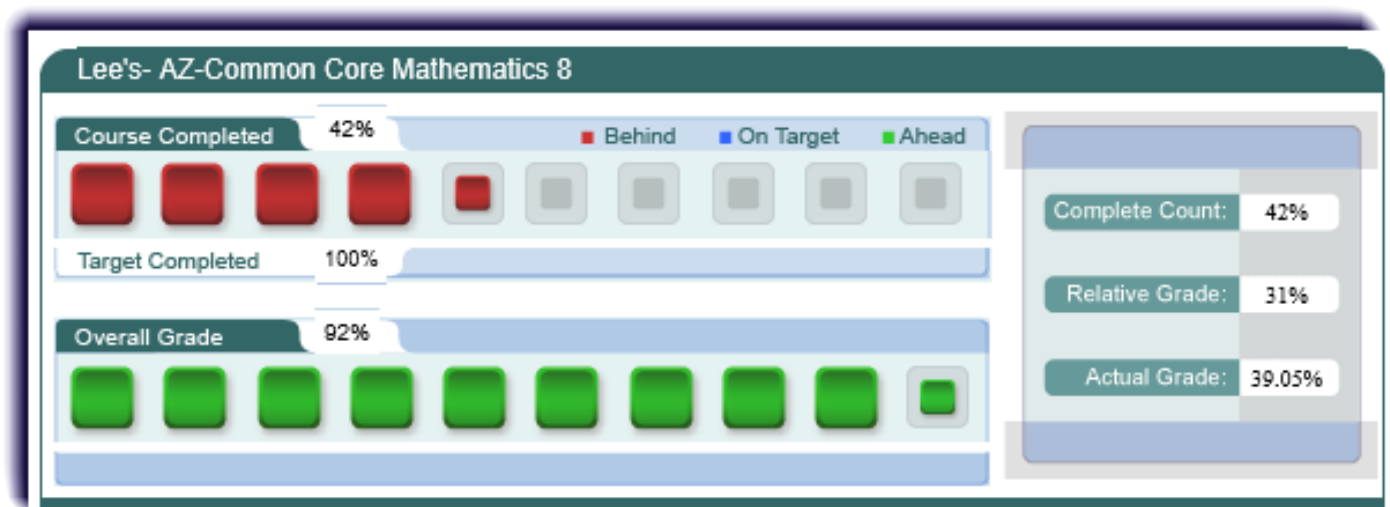 Lee's- AZ-Common Core Mathematics 8
Course Completed 42% Behind On Target Ahead
Target Completed 100%
Overall Grade 92%
Complete Count: 42%
Relative Grade: 31%
Actual Grade: 39.05%